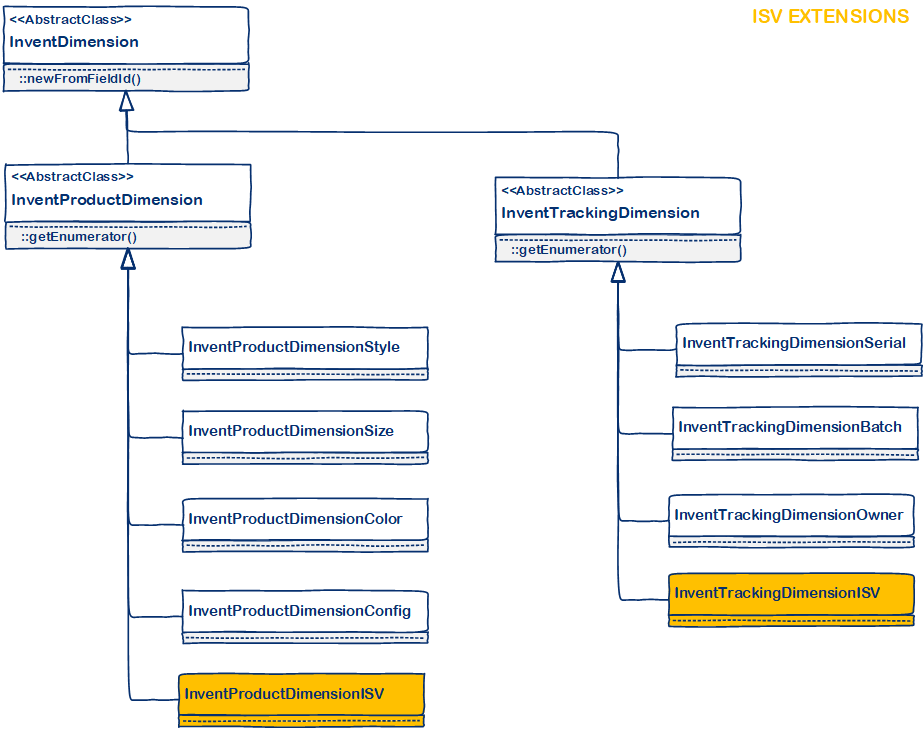 ISV EXTENSIONS
<<AbstractClass>>
InventDimension
::newFromFieldId()
<<AbstractClass>>
InventProductDimension
::getEnumerator()
<<AbstractClass>>
InventTrackingDimension
::getEnumerator()
InventProductDimensionStyle
InventProductDimensionSize
InventProductDimensionColor
InventProductDimensionConfig
InventProductDimensionISV
InventTrackingDimensionSerial
InventTrackingDimensionBatch
InventTrackingDimensionOwner
InventTrackingDimensionISV